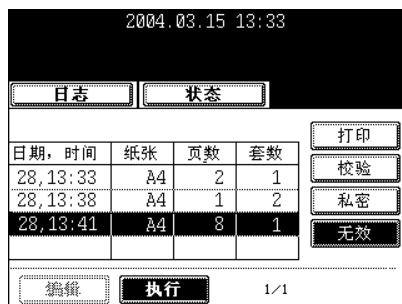 2004.03.15 13:33
日志 状态
打印
日期，时间 纸张 页数 套数
校验
28,13:33 A4 2 1
28,13:38 A4 1 2
私密
28,13:41 A4 8 1
无效
编辑 执行 1/1